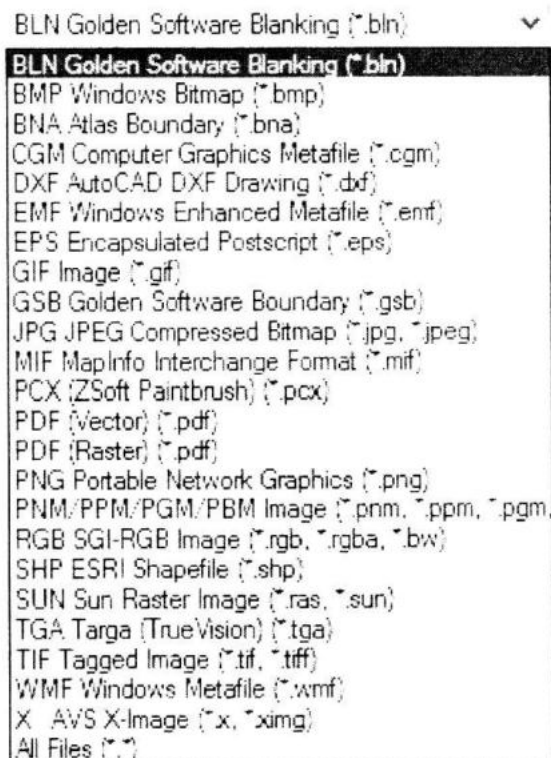 BLN Golden Software Blanking (*.bln)
BLN Golden Software Blanking (*.bln)
BMP Windows Bitmap (*.bmp)
BNA Atlas Boundary (*.bna)
CGM Computer Graphics Metafile (*.cgm)
DXF AutoCAD DXF Drawing (*.dxf)
EMF Windows Enhanced Metafile (*.emf)
EPS Encapsulated Postscript (*.eps)
GIF Image (*.gif)
GSB Golden Software Boundary (*.gsb)
JPG JPEG Compressed Bitmap (*.jpg, *.jpeg)
MIF MapInfo Interchange Format (*.mif)
PCX (ZSoft Paintbrush) (*.pcx)
PDF (Vector) (*.pdf)
PDF (Raster) (*.pdf)
PNG Portable Network Graphics (*.png)
PNM/PPM/PGM/PBM Image (*.pnm, *.ppm, *.pgm,
RGB SGI-RGB Image (*.rgb, *.rgba, *.bw)
SHP ESRI Shapefile (*.shp)
SUN Sun Raster Image (*.ras, *.sun)
TGA Targa (TrueVision) (*.tga)
TIF Tagged Image (*.tif, *.tiff)
WMF Windows Metafile (*.wmf)
X AVS X-Image (*.x, *.ximg)
All Files (*.*)